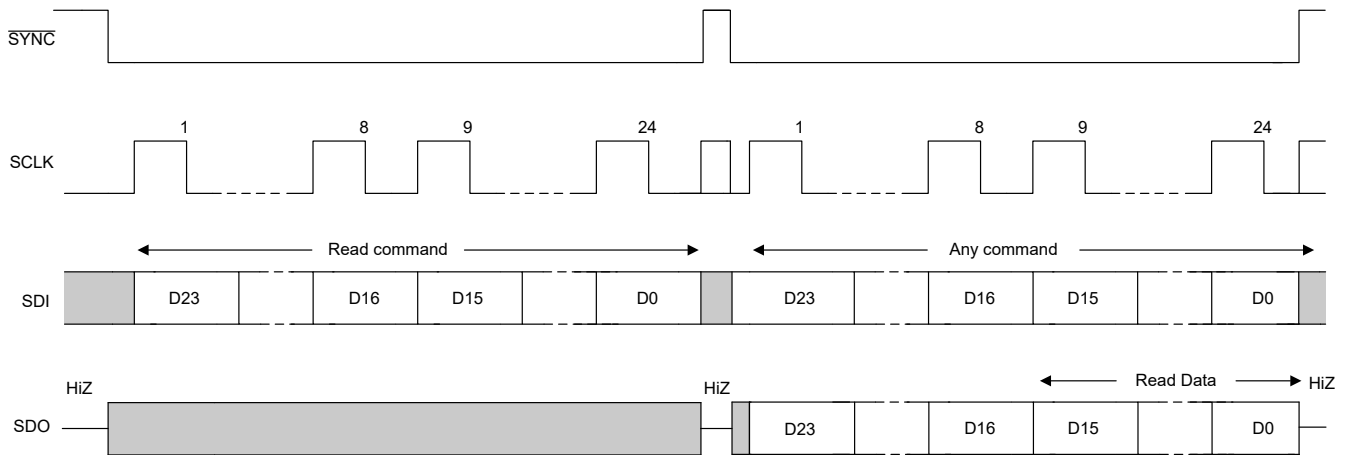 SYNC
1 8 9 24 1 8 9 24
SCLK
Read command Any command
SDI D23 D16 D15 D0 D23 D16 D15 D0
HiZ HiZ Read Data HiZ
SDO D23 D16 D15 D0